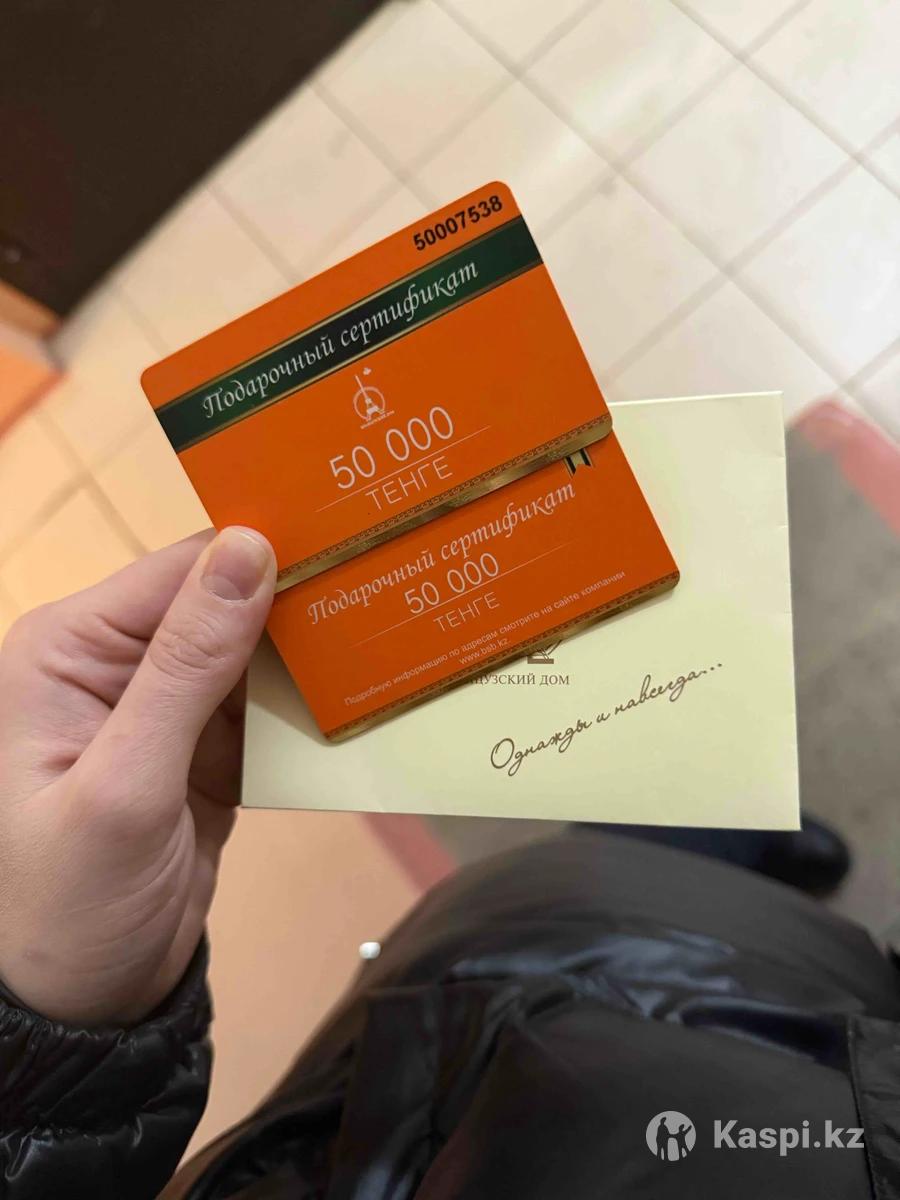 50007538
Подарочный сертификат
50 000
ТЕНГЕ
Подарочный сертификат
50 000
ТЕНГЕ
Подробную информацию по адресам смотрите на сайте компании
www.bsb.kz
ДОМ
Однажды и навсегда...
Kaspi.kz